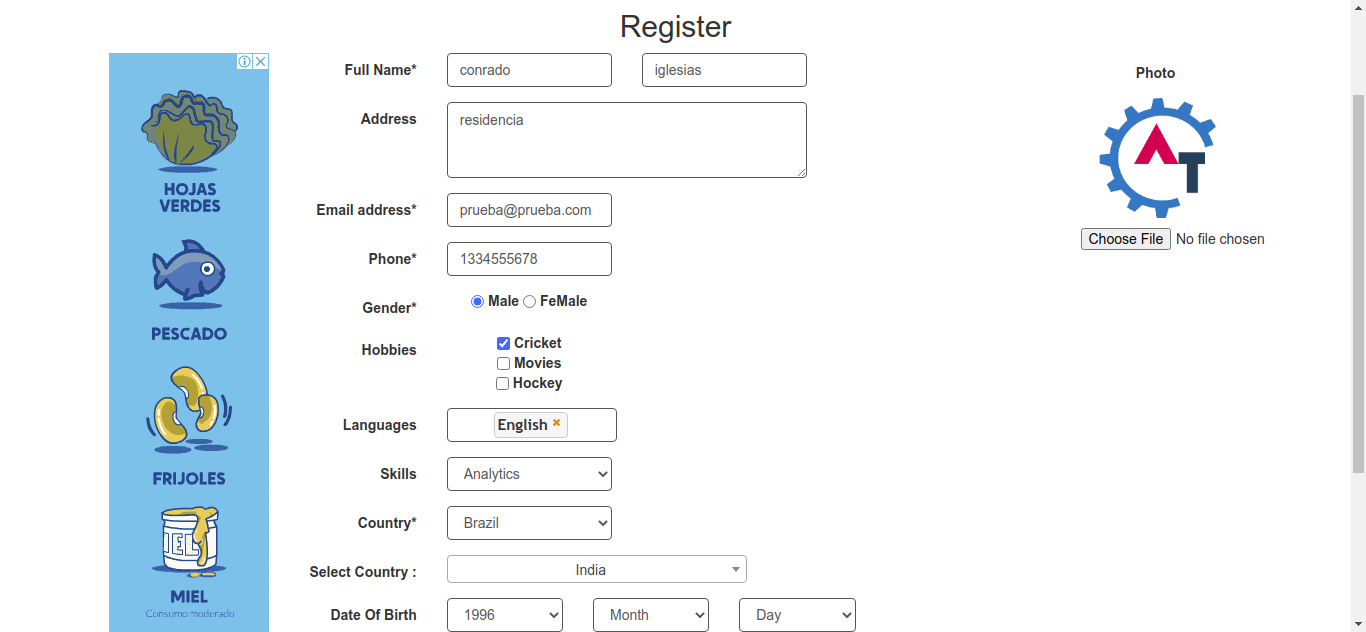 Register
HOJAS
VERDES
PESCADO
FRIJOLES
MIEL
MIEL
Consumo moderado
Full Name* conrado iglesias
Address residencia
Email address* prueba@prueba.com
Phone* 1334555678
Gender* Male FeMale
Hobbies Cricket
Movies
Hockey
Languages English
Skills Analytics
Country* Brazil
Select Country : India
Date Of Birth 1996 Month Day
Photo
AT
Choose File No file chosen